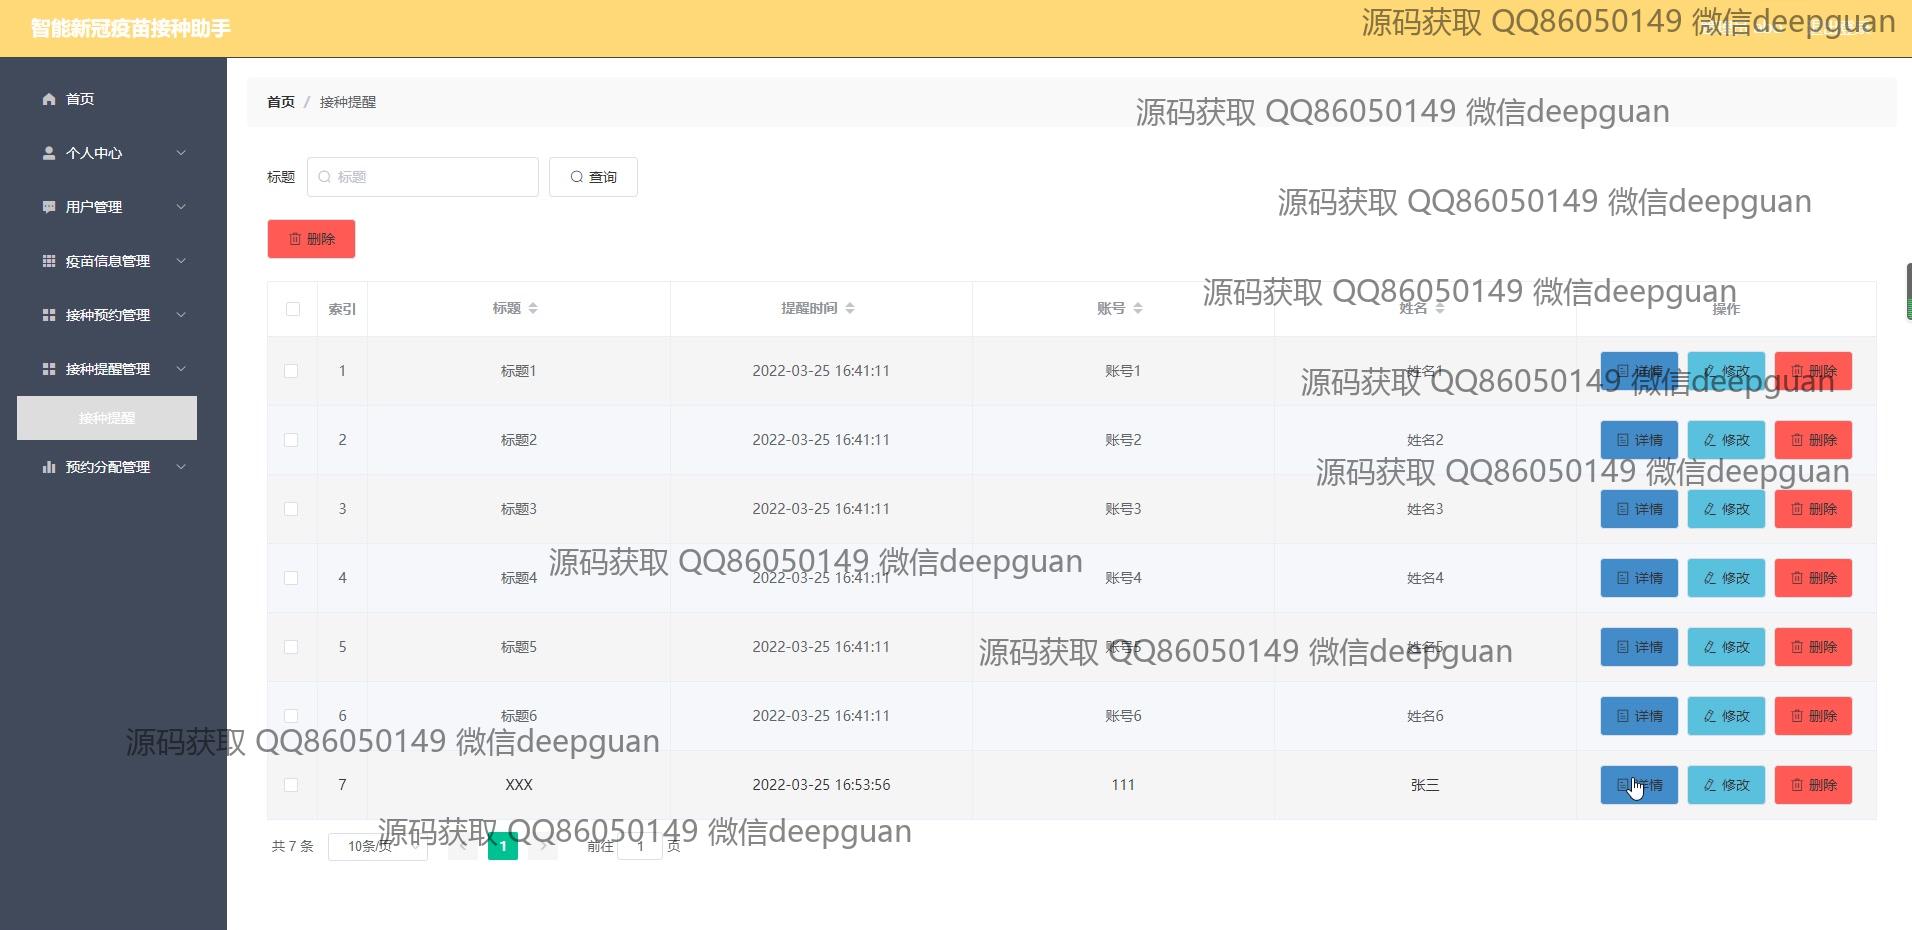 智能新冠疫苗接种助手
源码获取 QQ86050149 微信deepguan
首页
个人中心
用户管理
疫苗信息管理
接种预约管理
接种提醒管理
接种提醒
预约分配管理
首页 / 接种提醒
源码获取 QQ86050149 微信deepguan
标题 标题 查询
源码获取 QQ86050149 微信deepguan
删除
源码获取 QQ86050149 微信deepguan
索引 标题 提醒时间 账号 姓名 操作
1 标题1 2022-03-25 16:41:11 账号1 姓名1 详情 修改 删除
源码获取 QQ86050149 微信deepguan
2 标题2 2022-03-25 16:41:11 账号2 姓名2 详情 修改 删除
源码获取 QQ86050149 微信deepguan
3 标题3 2022-03-25 16:41:11 账号3 姓名3 详情 修改 删除
源码获取 QQ86050149 微信deepguan
4 标题4 2022-03-25 16:41:11 账号4 姓名4 详情 修改 删除
5 标题5 2022-03-25 16:41:11 账号5 姓名5 详情 修改 删除
源码获取 QQ86050149 微信deepguan
6 标题6 2022-03-25 16:41:11 账号6 姓名6 详情 修改 删除
源码获取 QQ86050149 微信deepguan
7 XXX 2022-03-25 16:53:56 111 张三 详情 修改 删除
源码获取 QQ86050149 微信deepguan
共 7 条 10条/页 1 前往 1 页